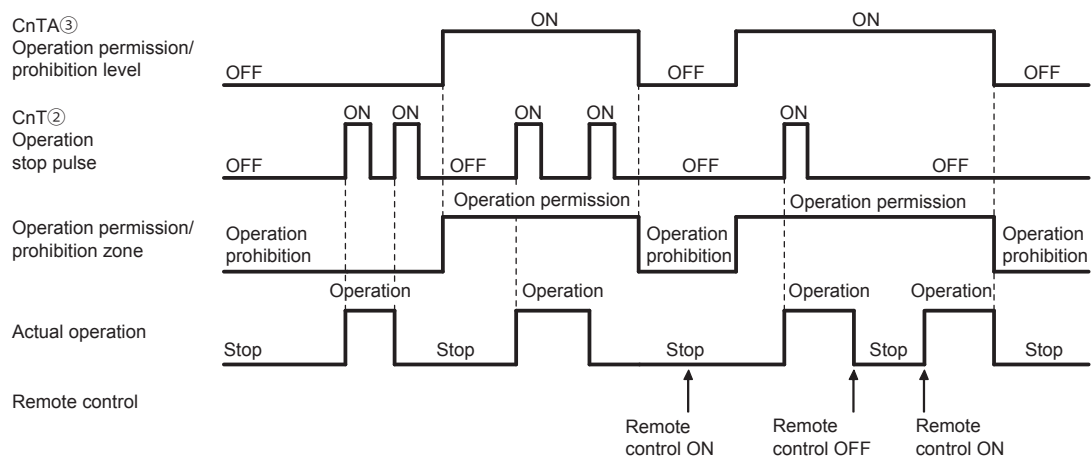 CnTA③
Operation permission/
prohibition level
OFF
ON
OFF
ON
OFF
CnT②
Operation
stop pulse
OFF
ON
ON
OFF
ON
ON
OFF
ON
OFF
Operation permission/
prohibition zone
Operation
prohibition
Operation permission
Operation
prohibition
Operation permission
Operation
prohibition
Actual operation
Stop
Operation
Stop
Operation
Stop
Operation
Stop
Operation
Stop
Remote control
Remote
control ON
Remote
control OFF
Remote
control ON